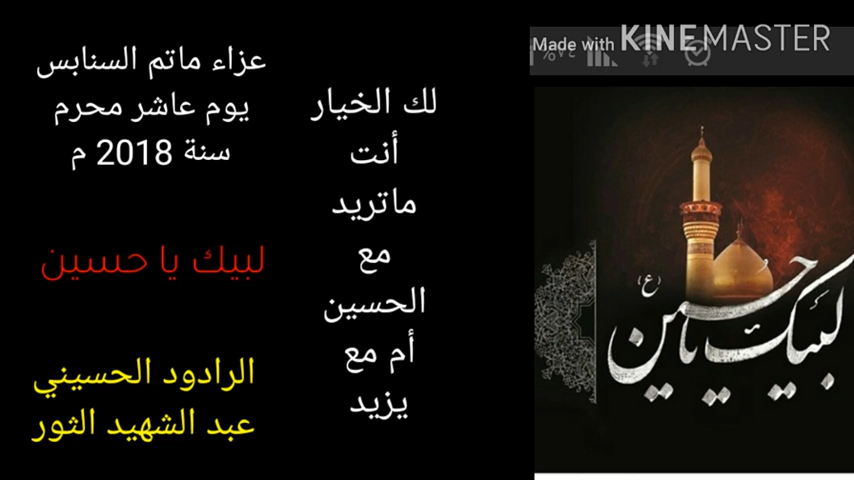 عزاء ماتم السنابس
يوم عاشر محرم
سنة 2018 م
لبيك يا حسين
الرادود الحسيني
عبد الشهيد الثور
لك الخيار
أنت
ماتريد
مع
الحسين
أم مع
يزيد
Made with KINEMASTER
(ع)
لبيك يا حسين